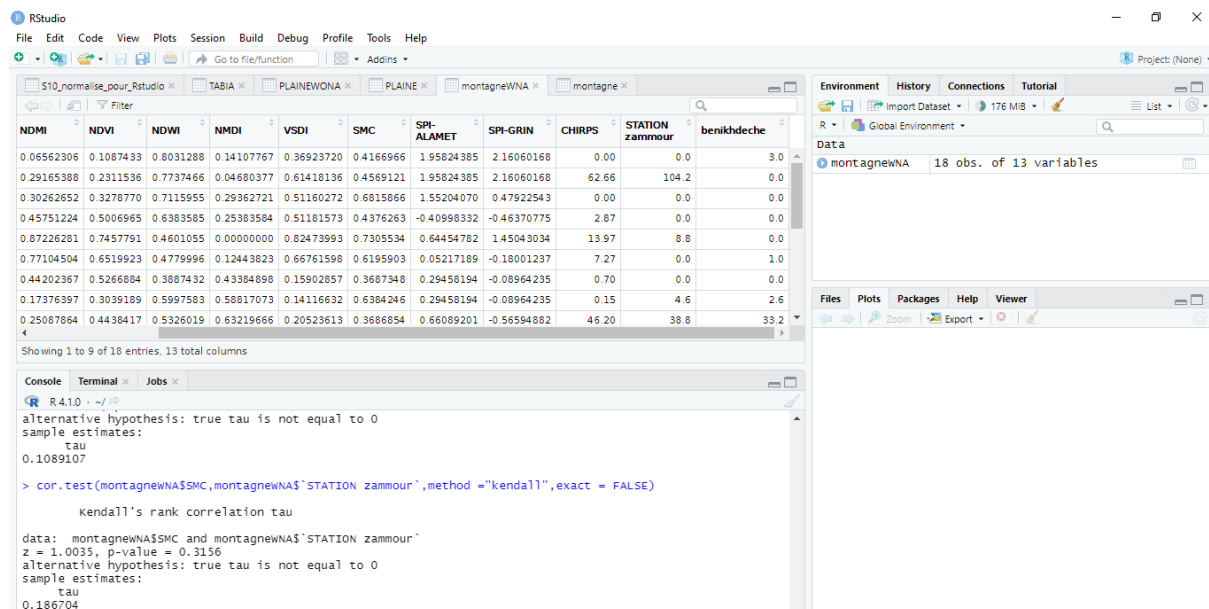 RStudio
File Edit Code View Plots Session Build Debug Profile Tools Help
Go to file/function Addins Project: (None)
S10_normalise_pour_Rstudio TABIA PLAINEWONA PLAINE montagneWNA montagne
Filter
NDMI NDVI NDWI NMDI VSDI SMC SPI-ALAMET SPI-GRIN CHIRPS STATION zammour benikhdeche
0.06562306 0.1087433 0.8031288 0.14107767 0.36923720 0.4166966 1.95824385 2.16060168 0.00 0.0 3.0
0.29165388 0.2311536 0.7737466 0.04680377 0.61418136 0.4569121 1.95824385 2.16060168 62.66 104.2 0.0
0.30262652 0.3278770 0.7115955 0.29362721 0.51160272 0.6815866 1.55204070 0.47922543 0.00 0.0 0.0
0.45751224 0.5006965 0.6383585 0.25383584 0.51181573 0.4376263 -0.40998332 -0.46370775 2.87 0.0 0.0
0.87226281 0.7457791 0.4601055 0.00000000 0.82473993 0.7305534 0.64454782 1.45043034 13.97 8.8 0.0
0.77104504 0.6519923 0.4779996 0.12443823 0.66761598 0.6195903 0.05217189 -0.18001237 7.27 0.0 1.0
0.44202367 0.5266884 0.3887432 0.43384898 0.15902857 0.3687348 0.29458194 -0.08964235 0.70 0.0 0.0
0.17376397 0.3039189 0.5997583 0.58817073 0.14116632 0.6384246 0.29458194 -0.08964235 0.15 4.6 2.6
0.25087864 0.4438417 0.5326019 0.63219666 0.20523613 0.3686854 0.66089201 -0.56594882 46.20 38.8 33.2
Showing 1 to 9 of 18 entries, 13 total columns
Console Terminal Jobs
R 4.1.0 · ~/
alternative hypothesis: true tau is not equal to 0
sample estimates:
tau
0.1089107
> cor.test(montagneWNA$SMC,montagneWNA$`STATION zammour`,method ="kendall",exact = FALSE)
Kendall's rank correlation tau
data: montagneWNA$SMC and montagneWNA$`STATION zammour`
z = 1.0035, p-value = 0.3156
alternative hypothesis: true tau is not equal to 0
sample estimates:
tau
0.186704
Environment History Connections Tutorial
Import Dataset 176 MiB List
R Global Environment
Data
montagneWNA 18 obs. of 13 variables
Files Plots Packages Help Viewer
Zoom Export